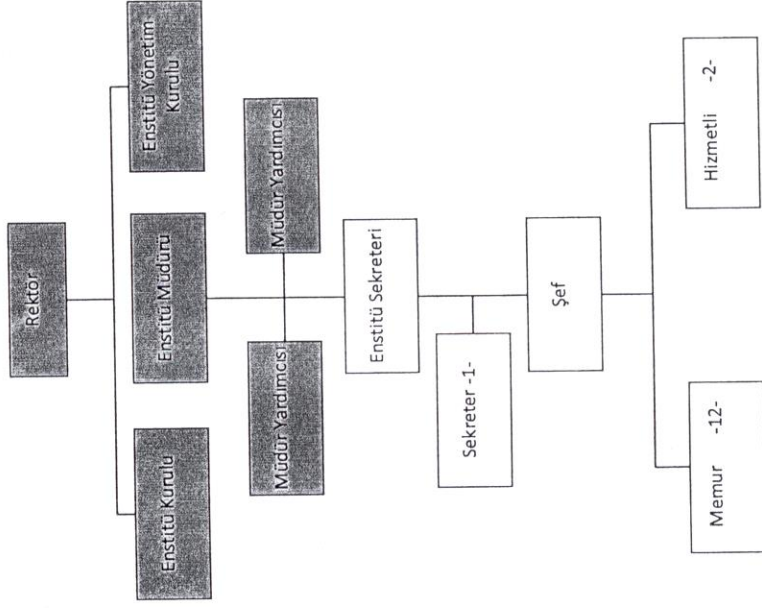 Rektör
Enstitü Kurulu
Enstitü Müdürü
Enstitü Yönetim
Kurulu
Müdür Yardımcısı
Müdür Yardımcısı
Enstitü Sekreteri
Sekreter -1-
Şef
Memur -12-
Hizmetli -2-